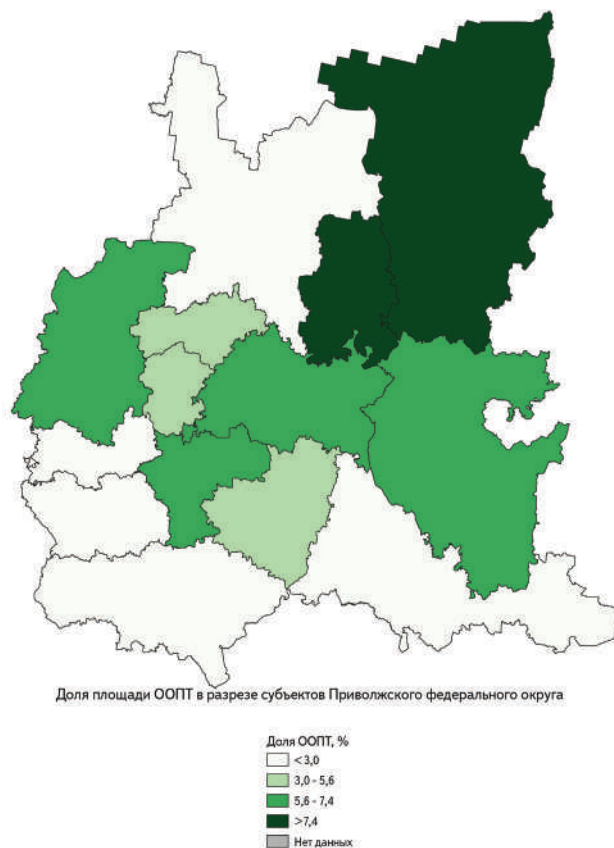 Доля площади ООПТ в разрезе субъектов Приволжского федерального округа
Доля ООПТ, %
<3,0
3,0 - 5,6
5,6 - 7,4
>7,4
Нет данных